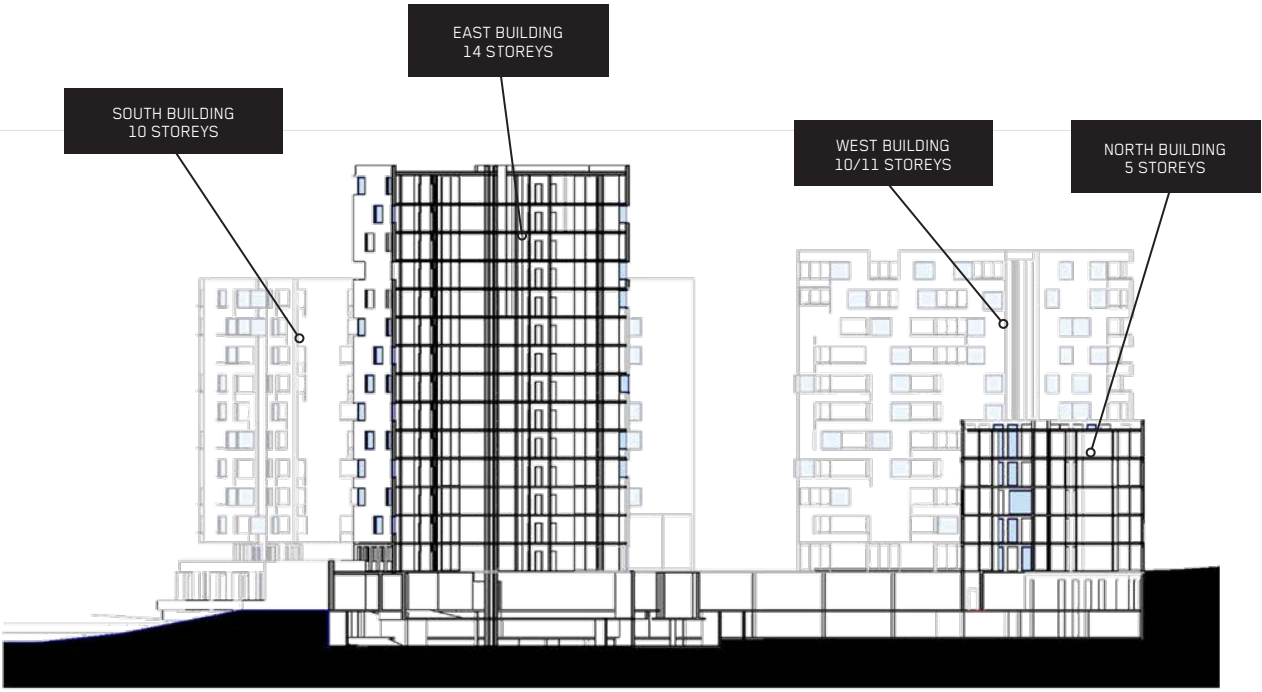 EAST BUILDING
14 STOREYS
SOUTH BUILDING
10 STOREYS
WEST BUILDING
10/11 STOREYS
NORTH BUILDING
5 STOREYS